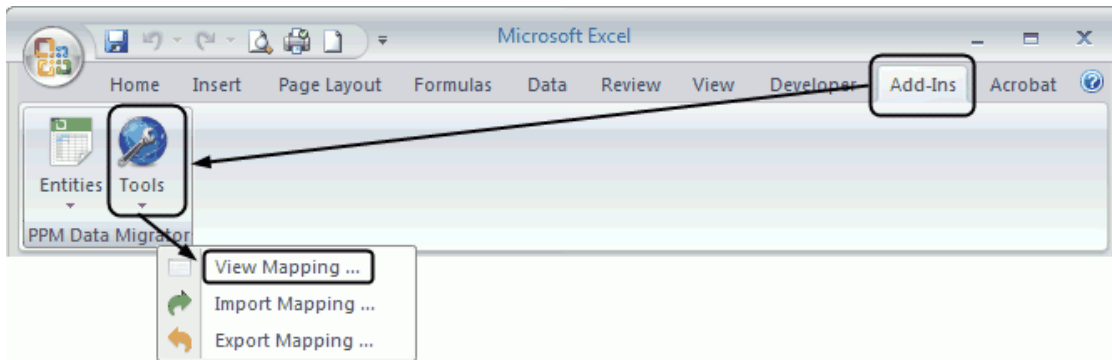 Microsoft Excel
Home Insert Page Layout Formulas Data Review View Developer Add-Ins Acrobat
Entities Tools
PPM Data Migrator
View Mapping ...
Import Mapping ...
Export Mapping ...